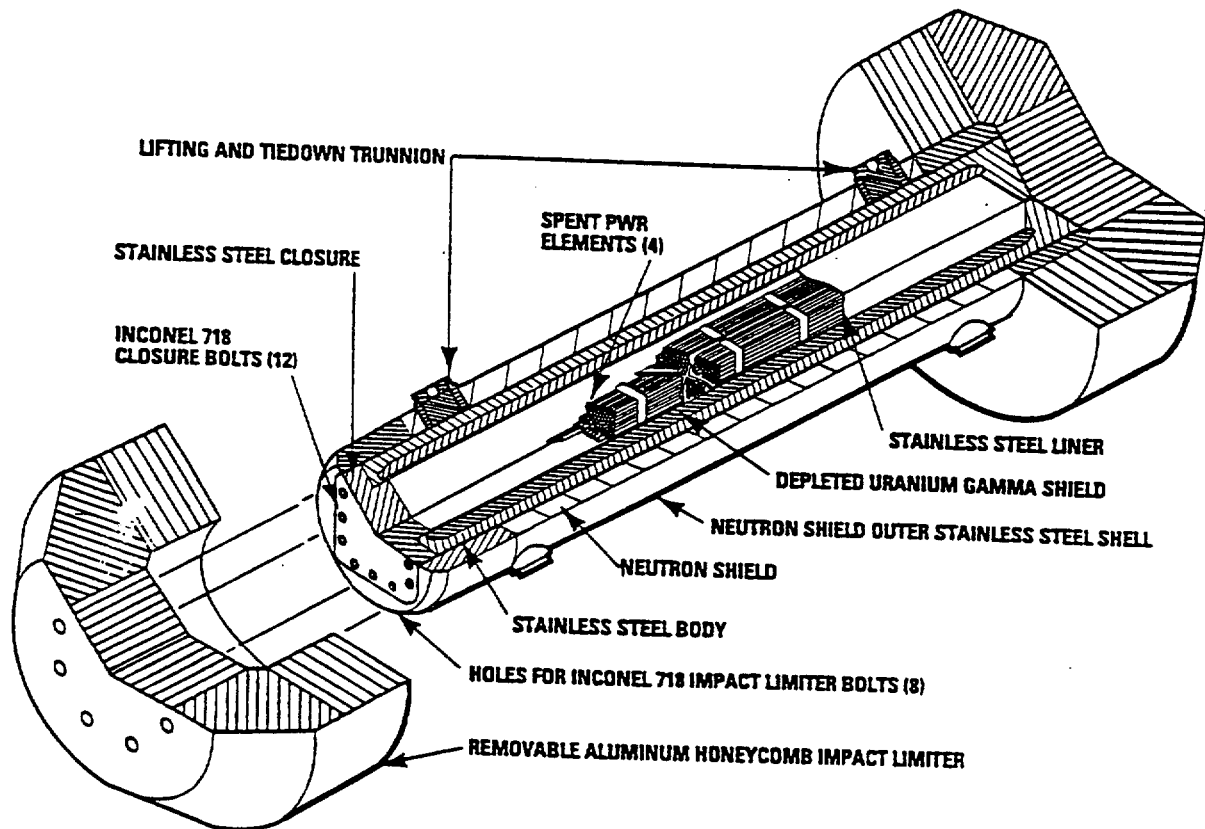 LIFTING AND TIEDOWN TRUNNION
SPENT PWR
ELEMENTS (4)
STAINLESS STEEL CLOSURE
INCONEL 718
CLOSURE BOLTS (12)
STAINLESS STEEL LINER
DEPLETED URANIUM GAMMA SHIELD
NEUTRON SHIELD OUTER STAINLESS STEEL SHELL
NEUTRON SHIELD
STAINLESS STEEL BODY
HOLES FOR INCONEL 718 IMPACT LIMITER BOLTS (8)
REMOVABLE ALUMINUM HONEYCOMB IMPACT LIMITER